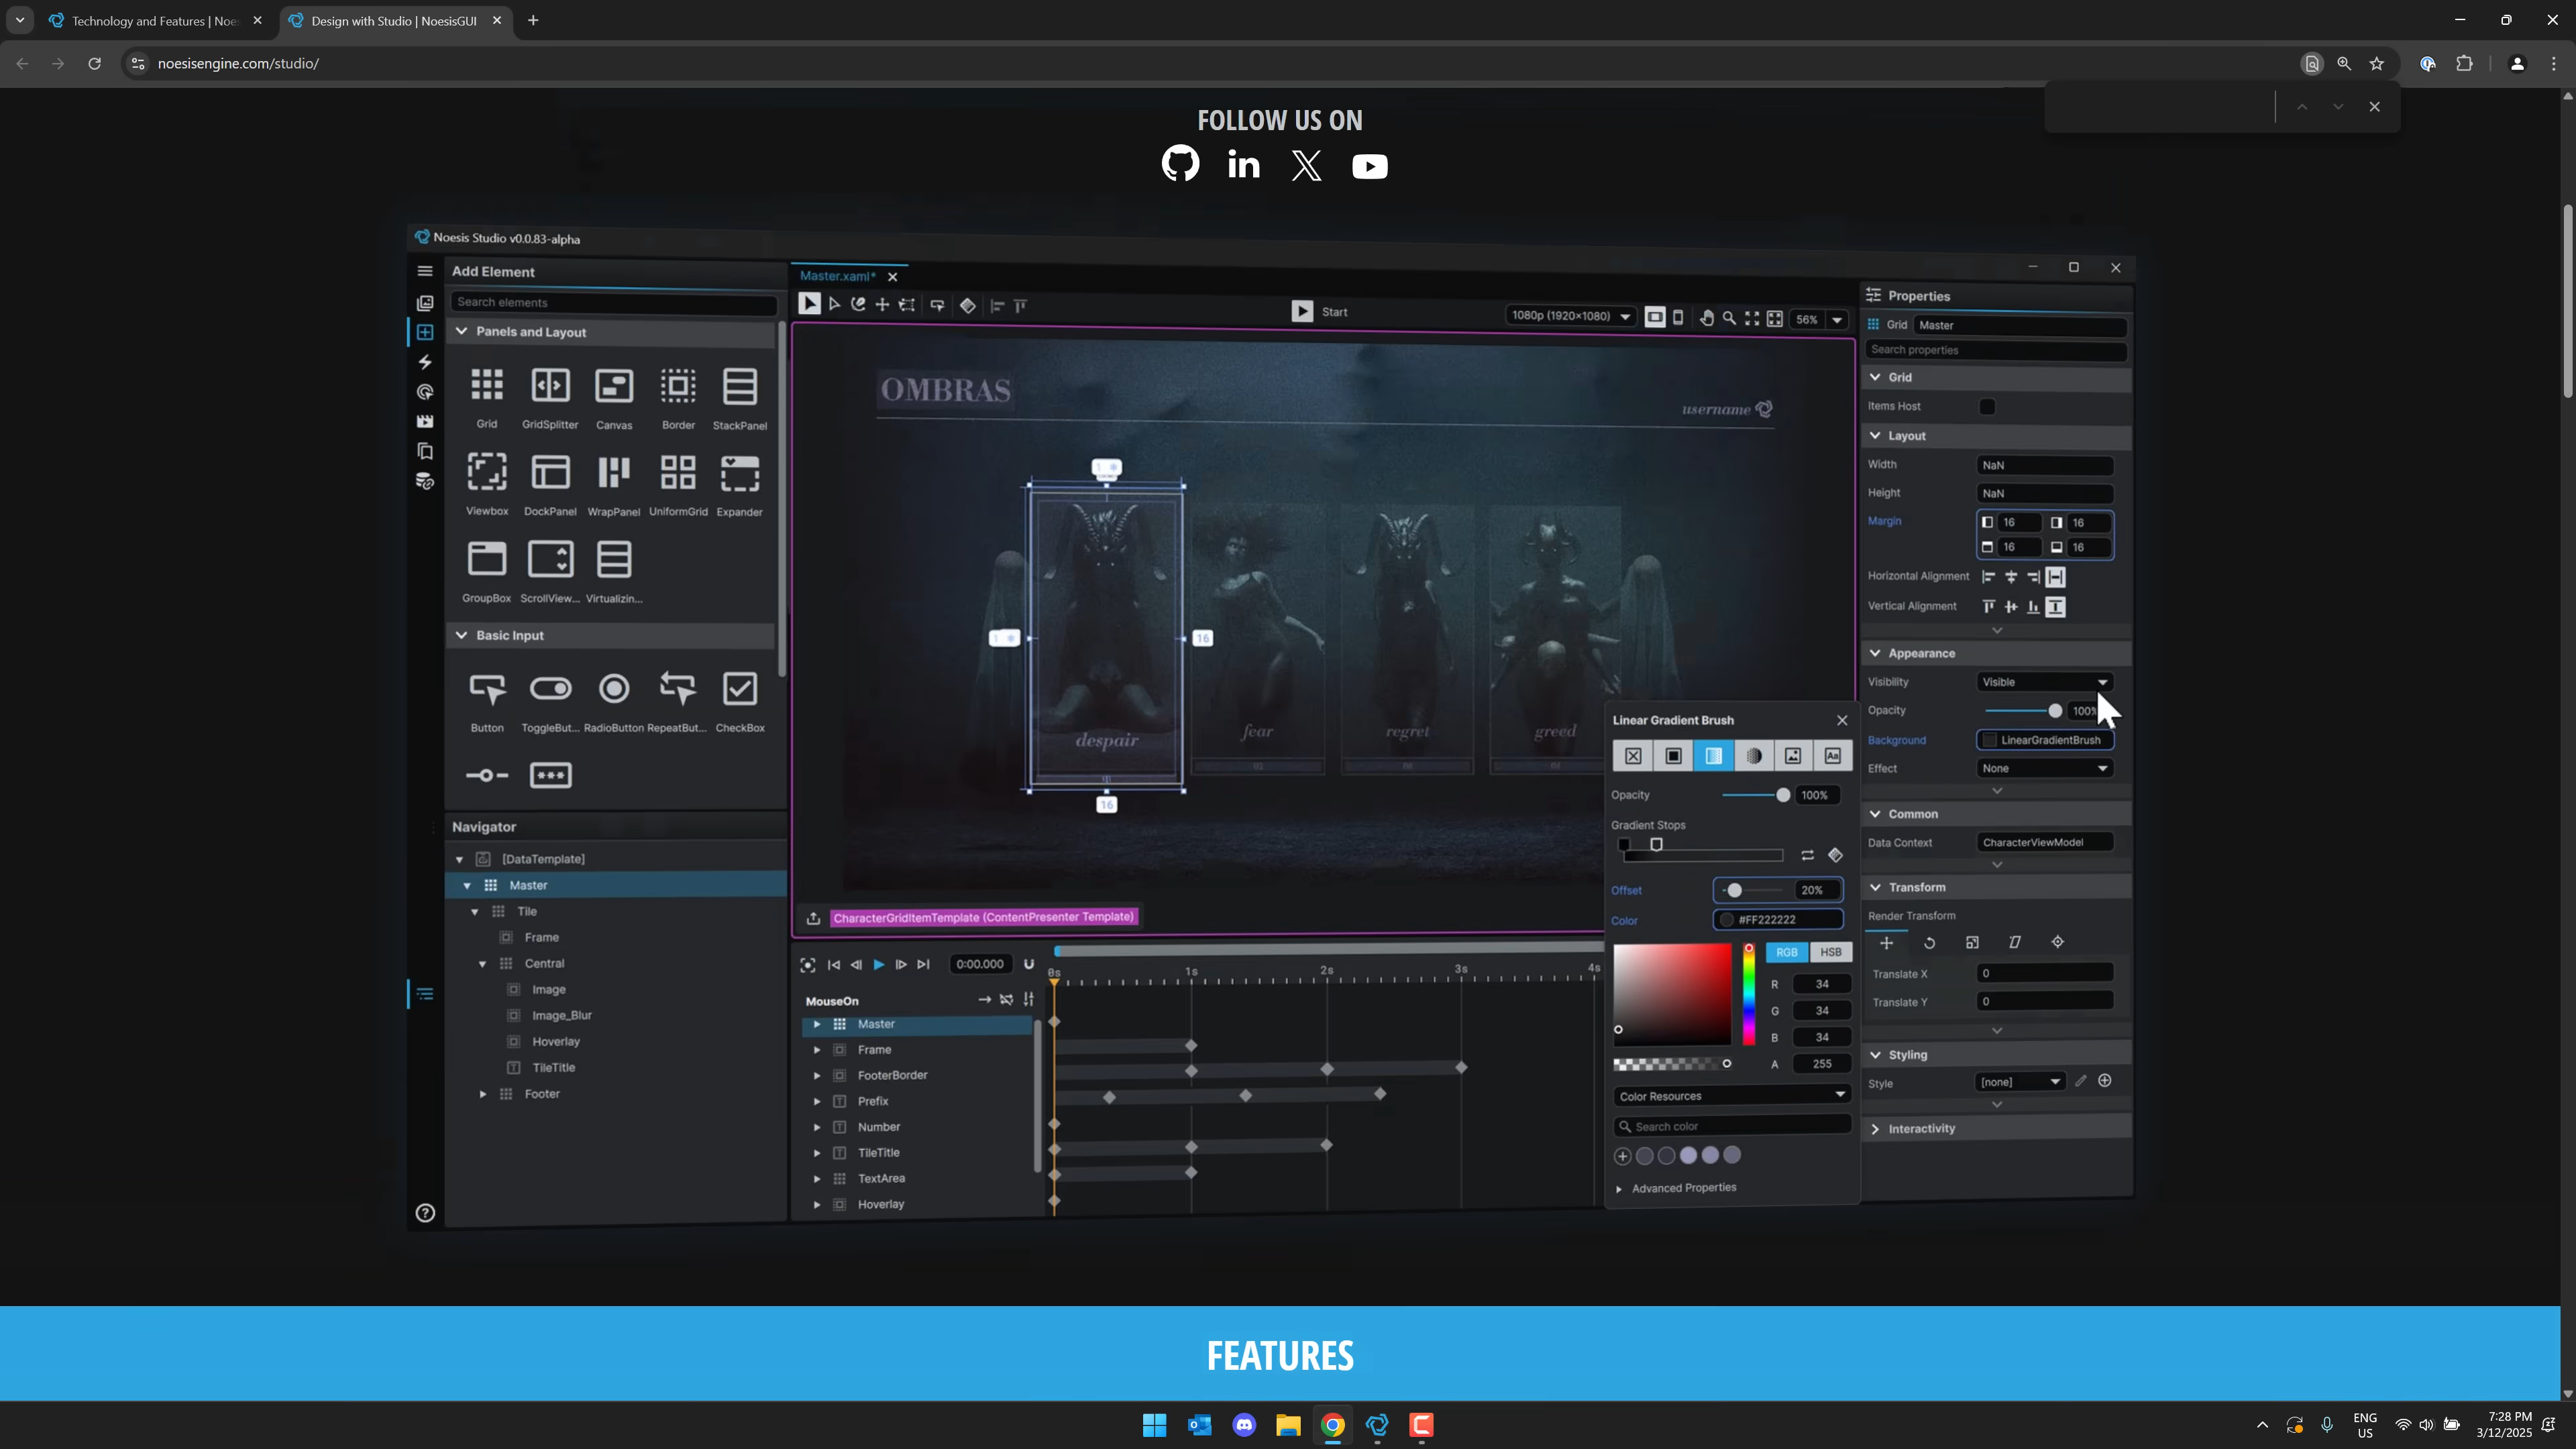 Technology and Features | Noes
Design with Studio | NoesisGUI
noesisengine.com/studio/
FOLLOW US ON
Noesis Studio v0.0.83-alpha
Add Element
Search elements
Panels and Layout
Grid GridSplitter Canvas Border StackPanel
Viewbox DockPanel WrapPanel UniformGrid Expander
GroupBox ScrollView... Virtualizin...
Basic Input
Button ToggleBut... RadioButton RepeatBut... CheckBox
Navigator
[DataTemplate]
Master
Tile
Frame
Central
Image
Image_Blur
Hoverlay
TileTitle
Footer
Master.xaml*
Start
1080p (1920×1080)
56%
OMBRAS
username
1
1
16
16
despair
fear
regret
greed
CharacterGridItemTemplate (ContentPresenter Template)
0:00.000
0s 1s 2s 3s 4s
MouseOn
Master
Frame
FooterBorder
Prefix
Number
TileTitle
TextArea
Hoverlay
Linear Gradient Brush
Aa
Opacity 100%
Gradient Stops
Offset 20%
Color #FF222222
RGB HSB
R 34
G 34
B 34
A 255
Color Resources
Search color
Advanced Properties
Properties
Grid Master
Search properties
Grid
Items Host
Layout
Width NaN
Height NaN
Margin 16 16
16 16
Horizontal Alignment
Vertical Alignment
Appearance
Visibility Visible
Opacity 100%
Background LinearGradientBrush
Effect None
Common
Data Context CharacterViewModel
Transform
Render Transform
Translate X 0
Translate Y 0
Styling
Style [none]
Interactivity
FEATURES
ENG
US
7:28 PM
3/12/2025